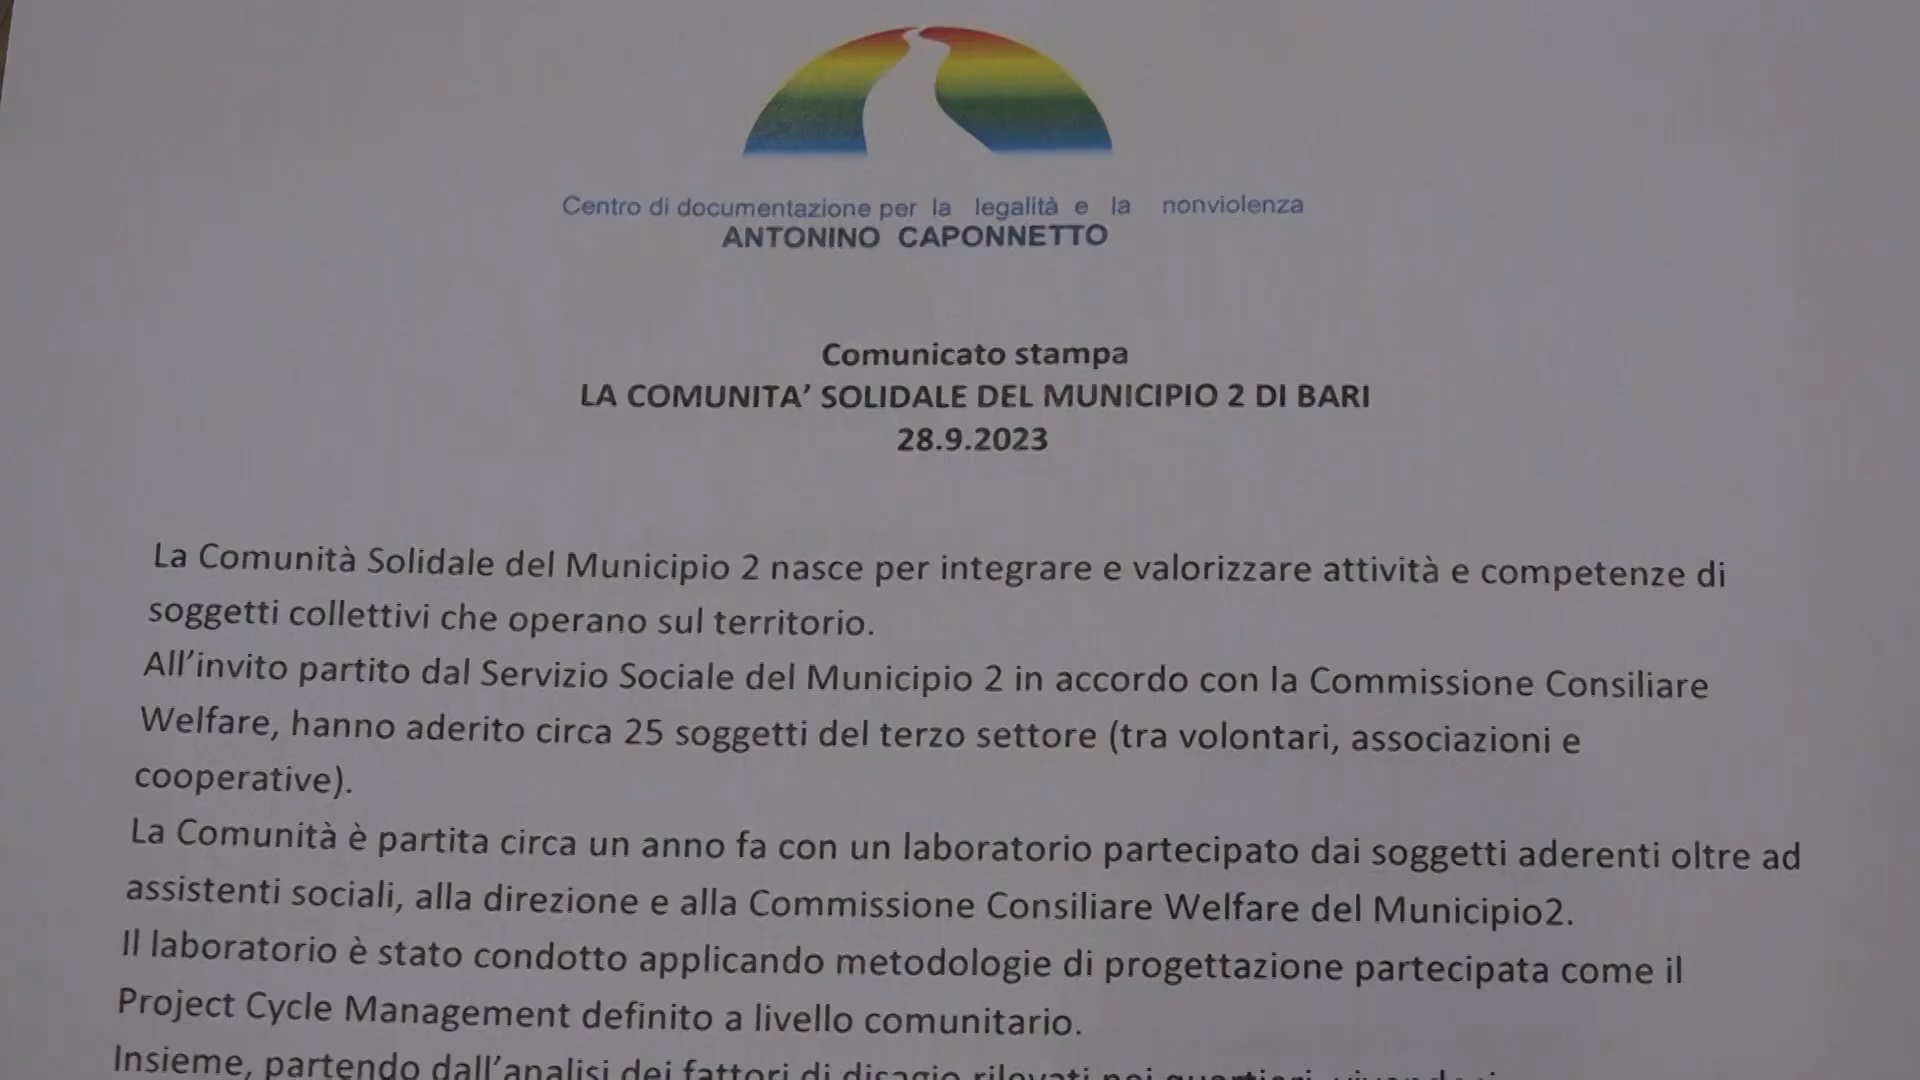 Centro di documentazione per la legalità e la nonviolenza
ANTONINO CAPONNETTO
Comunicato stampa
LA COMUNITA’ SOLIDALE DEL MUNICIPIO 2 DI BARI
28.9.2023
La Comunità Solidale del Municipio 2 nasce per integrare e valorizzare attività e competenze di
soggetti collettivi che operano sul territorio.
All’invito partito dal Servizio Sociale del Municipio 2 in accordo con la Commissione Consiliare
Welfare, hanno aderito circa 25 soggetti del terzo settore (tra volontari, associazioni e
cooperative).
La Comunità è partita circa un anno fa con un laboratorio partecipato dai soggetti aderenti oltre ad
assistenti sociali, alla direzione e alla Commissione Consiliare Welfare del Municipio2.
Il laboratorio è stato condotto applicando metodologie di progettazione partecipata come il
Project Cycle Management definito a livello comunitario.
Insieme, partendo dall’analisi dei fattori di disagio rilevati nei quartieri,